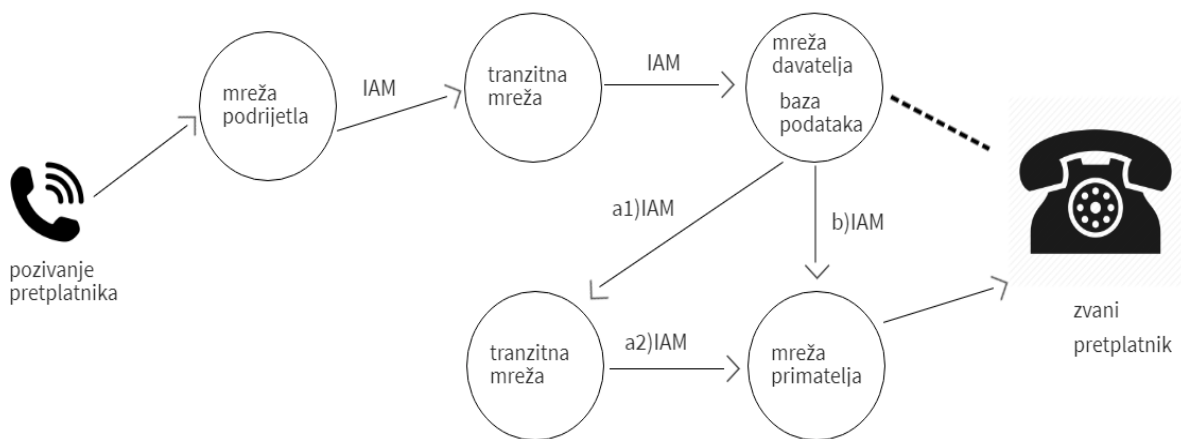 pozivanje
pretplatnika
mreža
podrijetla
IAM
tranzitna
mreža
IAM
mreža
davatelja
baza
podataka
a1)IAM
b)IAM
tranzitna
mreža
a2)IAM
mreža
primatelja
zvani
pretplatnik